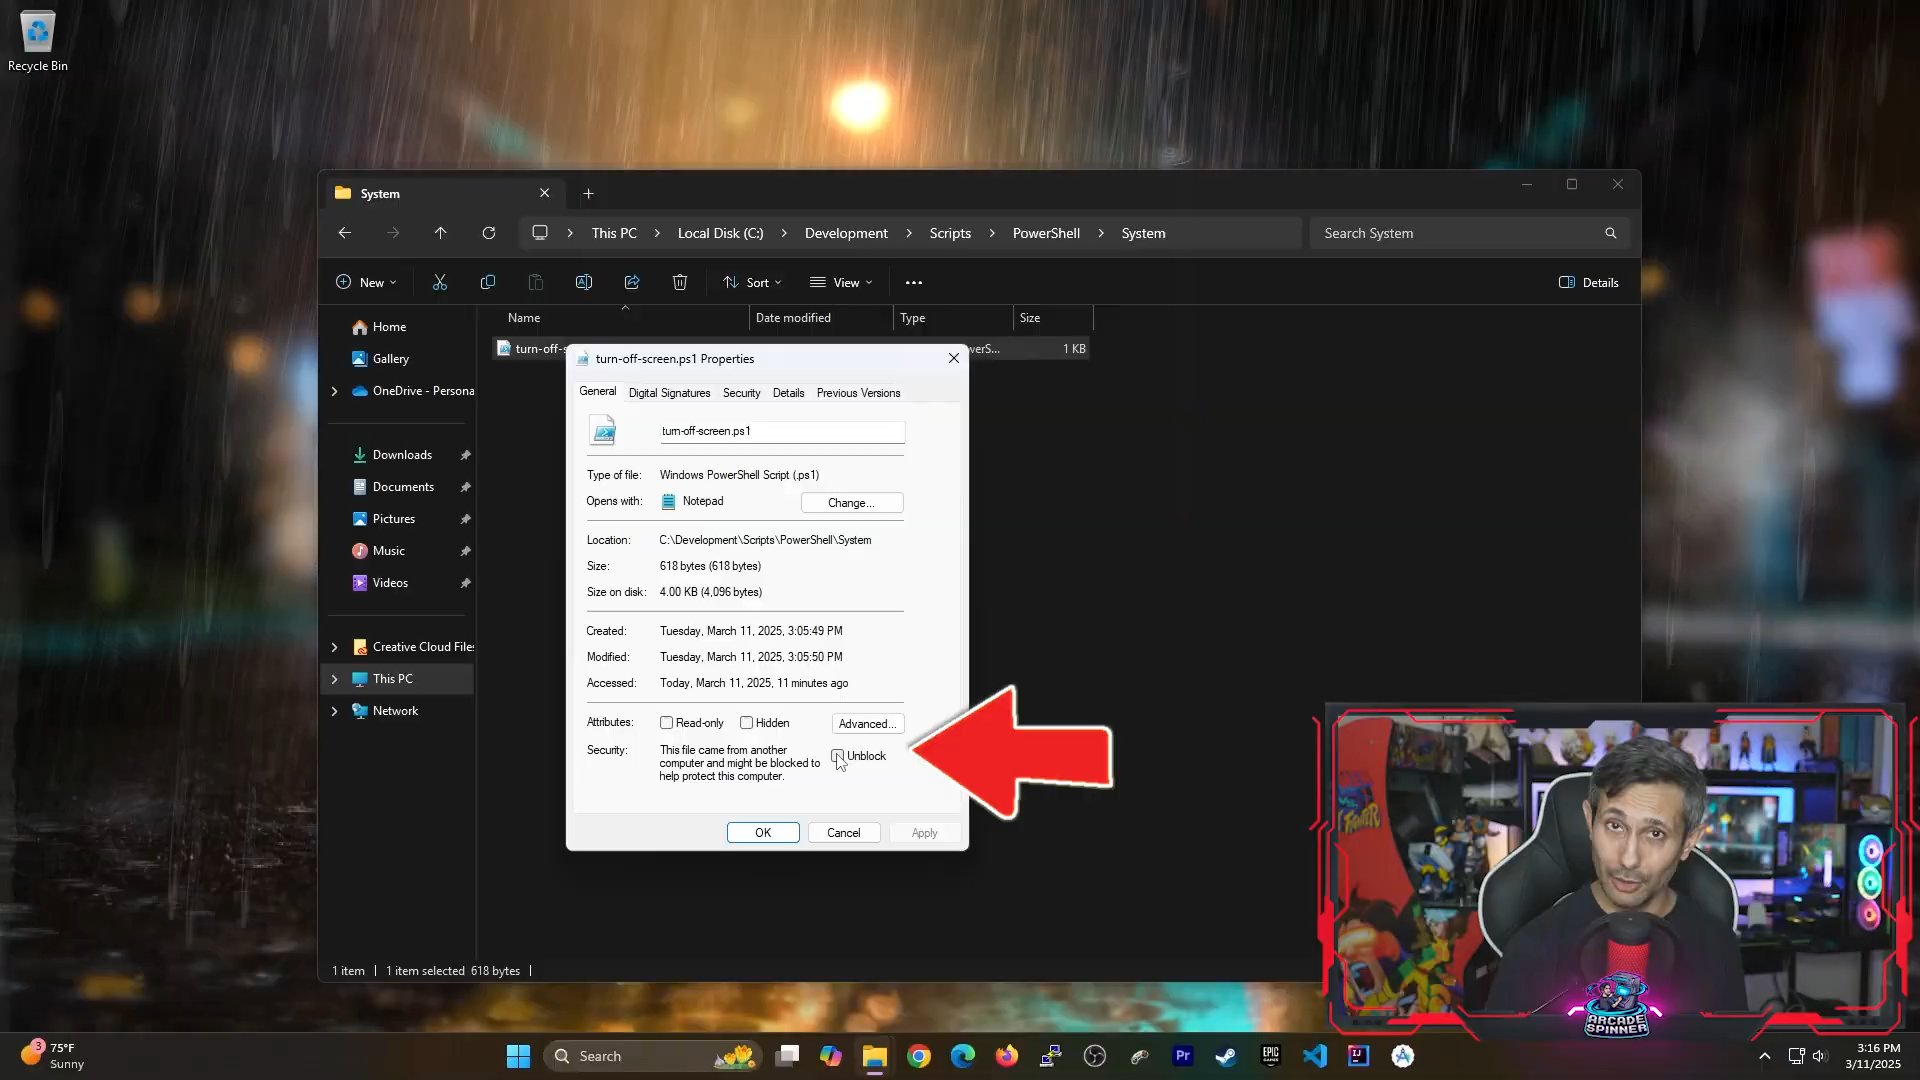 Recycle Bin
System
This PC
Local Disk (C:)
Development
Scripts
PowerShell
System
Search System
New
Sort
View
Details
Name
Date modified
Type
Size
Home
Gallery
OneDrive - Persona
Downloads
Documents
Pictures
Music
Videos
Creative Cloud Files
This PC
Network
turn-off-s
werS...
1 KB
turn-off-screen.ps1 Properties
General
Digital Signatures
Security
Details
Previous Versions
turn-off-screen.ps1
Type of file: Windows PowerShell Script (.ps1)
Opens with: Notepad
Change...
Location: C:\Development\Scripts\PowerShell\System
Size: 618 bytes (618 bytes)
Size on disk: 4.00 KB (4,096 bytes)
Created: Tuesday, March 11, 2025, 3:05:49 PM
Modified: Tuesday, March 11, 2025, 3:05:50 PM
Accessed: Today, March 11, 2025, 11 minutes ago
Attributes: Read-only Hidden Advanced...
Security: This file came from another
computer and might be blocked to
help protect this computer.
Unblock
OK
Cancel
Apply
1 item
1 item selected 618 bytes
FIGHTER
ARCADE
SPINNER
3
75°F
Sunny
Search
Pr
EPIC
GAMES
IJ
3:16 PM
3/11/2025